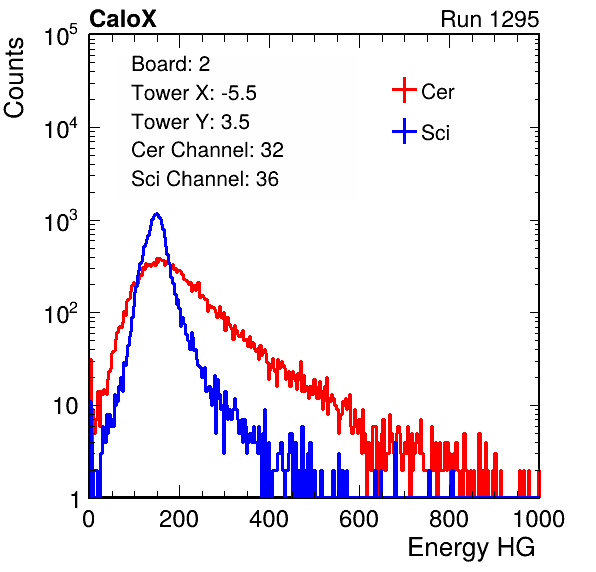 CaloX Run 1295
Counts
Board: 2
Tower X: -5.5
Tower Y: 3.5
Cer Channel: 32
Sci Channel: 36
Cer
Sci
10^5
10^4
10^3
10^2
10
1
0 200 400 600 800 1000
Energy HG